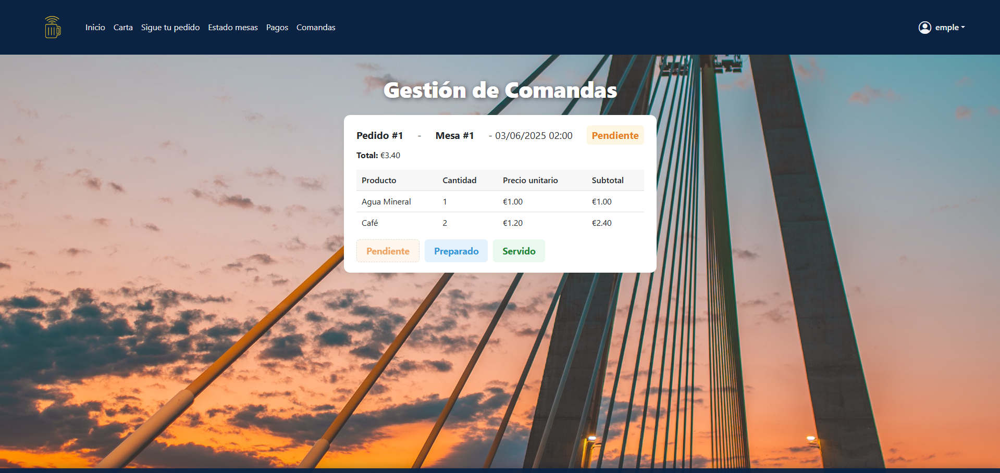 Inicio Carta Sigue tu pedido Estado mesas Pagos Comandas emple
Gestión de Comandas
Pedido #1 - Mesa #1 - 03/06/2025 02:00 Pendiente
Total: €3.40
Producto Cantidad Precio unitario Subtotal
Agua Mineral 1 €1.00 €1.00
Café 2 €1.20 €2.40
Pendiente Preparado Servido